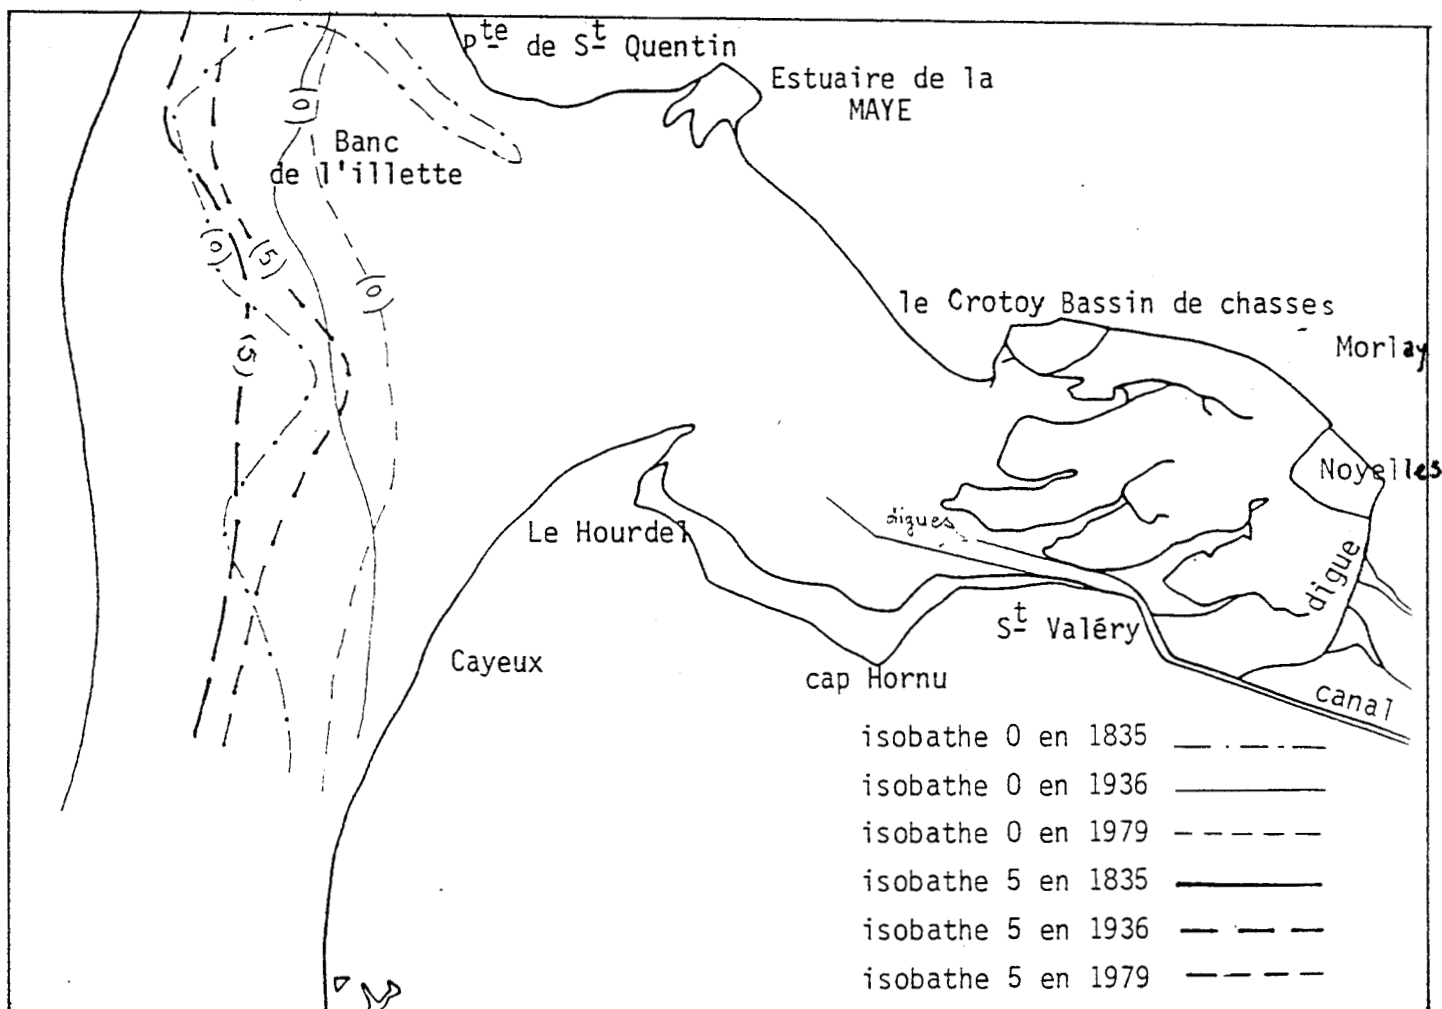 Pte de St Quentin
Estuaire de la
MAYE
(0)
Banc
de l'illette
(0)
(5)
(0)
(5)
le Crotoy Bassin de chasses
Morlay
Noyelles
digues
Le Hourdel
digue
St Valéry
Cayeux
cap Hornu
canal
isobathe 0 en 1835
isobathe 0 en 1936
isobathe 0 en 1979
isobathe 5 en 1835
isobathe 5 en 1936
isobathe 5 en 1979